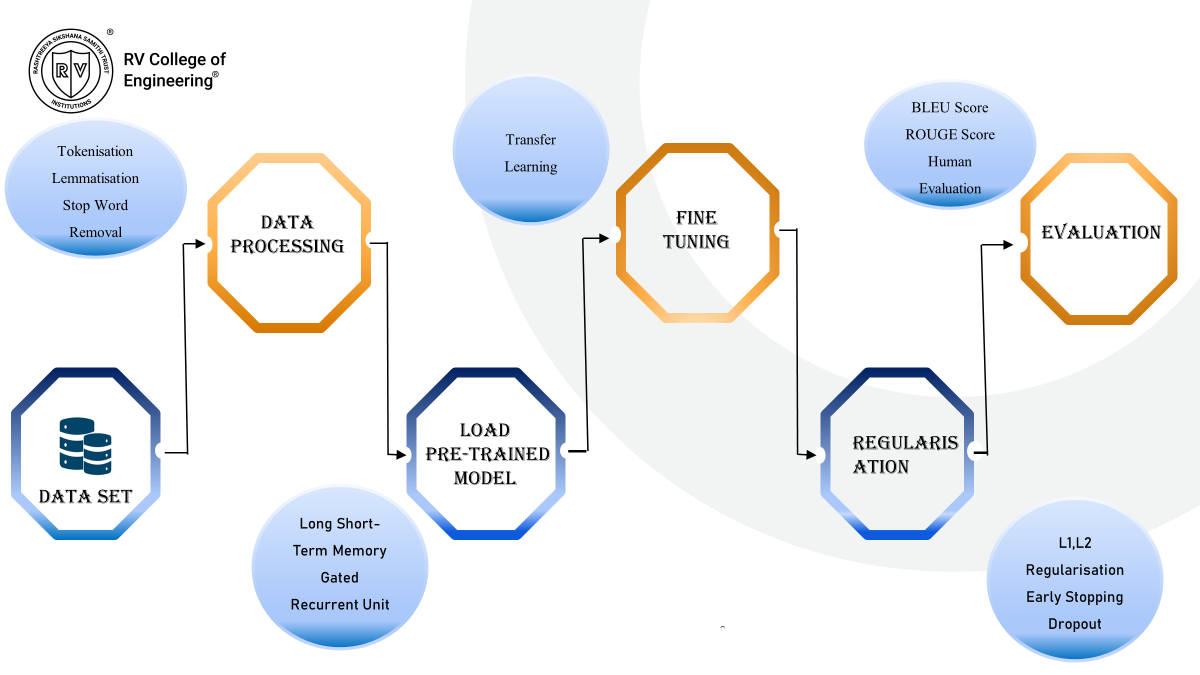 RASHTREEYA SIKSHANA SAMITHI TRUST
RV
INSTITUTIONS
®
RV College of
Engineering®
Tokenisation
Lemmatisation
Stop Word
Removal
DATA
PROCESSING
Transfer
Learning
FINE
TUNING
BLEU Score
ROUGE Score
Human
Evaluation
EVALUATION
DATA SET
LOAD
PRE-TRAINED
MODEL
Long Short-
Term Memory
Gated
Recurrent Unit
REGULARIS
ATION
L1,L2
Regularisation
Early Stopping
Dropout